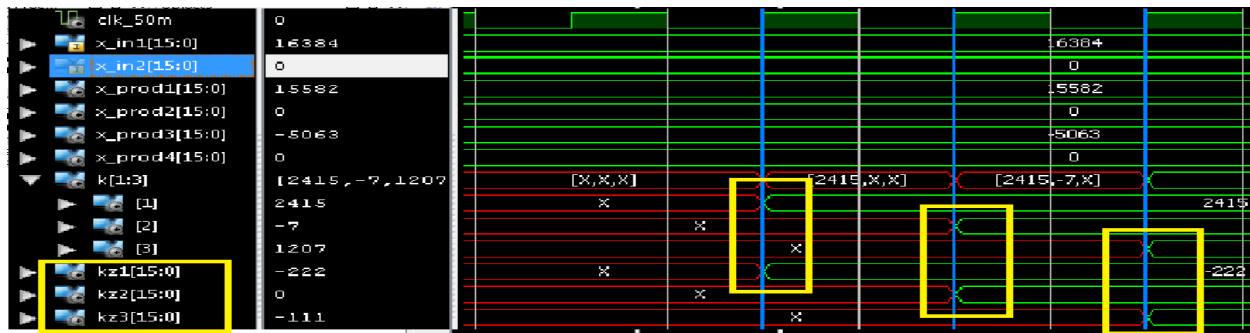 clk_50m 0
x_in1[15:0] 16384 16384
x_in2[15:0] 0 0
x_prod1[15:0] 15582 15582
x_prod2[15:0] 0 0
x_prod3[15:0] -5063 -5063
x_prod4[15:0] 0 0
k[1:3] [2415,-7,1207 [X,X,X] [2415,X,X] [2415,-7,X]
[1] 2415 X 2415
[2] -7 X
[3] 1207 X
kz1[15:0] -222 X -222
kz2[15:0] 0 X
kz3[15:0] -111 X